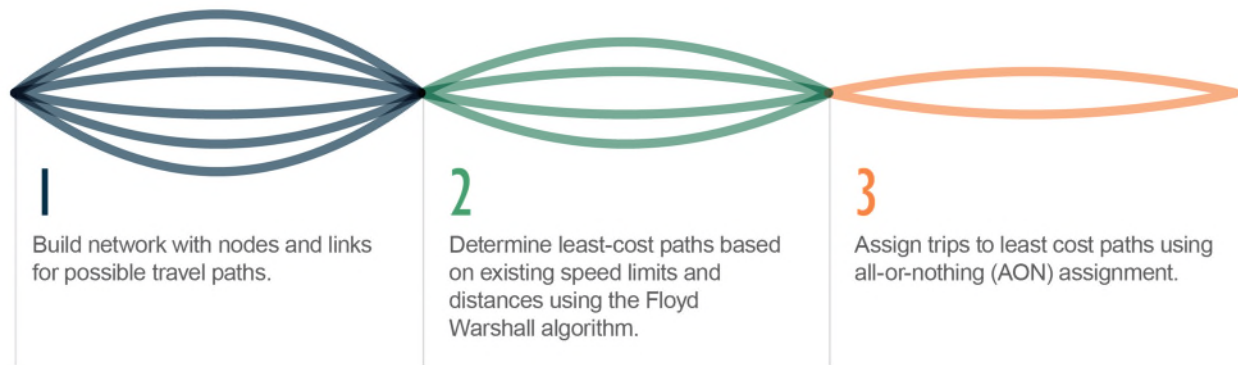 1
Build network with nodes and links
for possible travel paths.
2
Determine least-cost paths based
on existing speed limits and
distances using the Floyd
Warshall algorithm.
3
Assign trips to least cost paths using
all-or-nothing (AON) assignment.